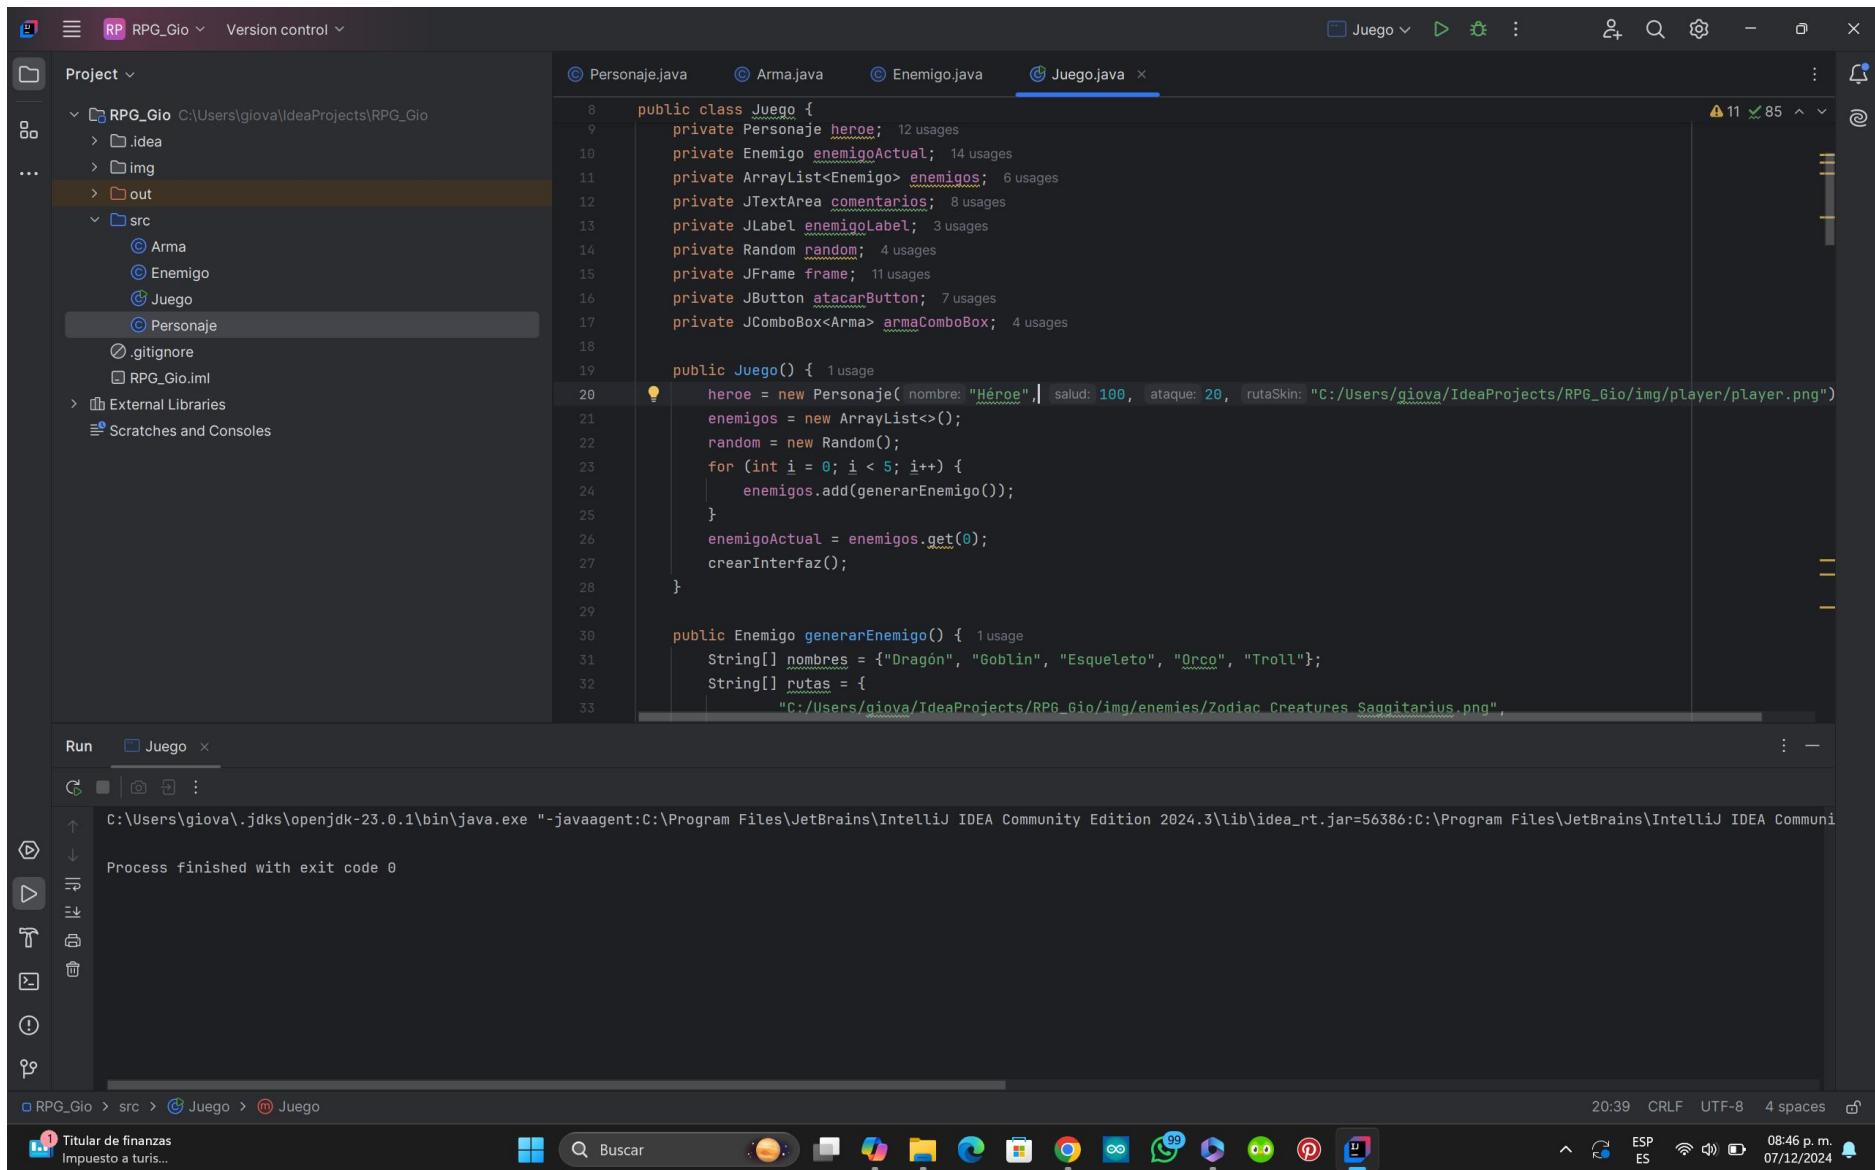 RP RPG_Gio Version control Juego
Project
Personaje.java Arma.java Enemigo.java Juego.java
RPG_Gio C:\Users\giova\IdeaProjects\RPG_Gio
.idea
img
out
src
Arma
Enemigo
Juego
Personaje
.gitignore
RPG_Gio.iml
External Libraries
Scratches and Consoles
11 85
8 public class Juego {
9 private Personaje heroe; 12 usages
10 private Enemigo enemigoActual; 14 usages
11 private ArrayList<Enemigo> enemigos; 6 usages
12 private JTextArea comentarios; 8 usages
13 private JLabel enemigoLabel; 3 usages
14 private Random random; 4 usages
15 private JFrame frame; 11 usages
16 private JButton atacarButton; 7 usages
17 private JComboBox<Arma> armaComboBox; 4 usages
18
19 public Juego() { 1 usage
20 heroe = new Personaje( nombre: "Héroe", salud: 100, ataque: 20, rutaSkin: "C:/Users/giova/IdeaProjects/RPG_Gio/img/player/player.png")
21 enemigos = new ArrayList<>();
22 random = new Random();
23 for (int i = 0; i < 5; i++) {
24 enemigos.add(generarEnemigo());
25 }
26 enemigoActual = enemigos.get(0);
27 crearInterfaz();
28 }
29
30 public Enemigo generarEnemigo() { 1 usage
31 String[] nombres = {"Dragón", "Goblin", "Esqueleto", "Orco", "Troll"};
32 String[] rutas = {
33 "C:/Users/giova/IdeaProjects/RPG_Gio/img/enemies/Zodiac Creatures Saggitarius.png",
Run Juego
C:\Users\giova\.jdks\openjdk-23.0.1\bin\java.exe "-javaagent:C:\Program Files\JetBrains\IntelliJ IDEA Community Edition 2024.3\lib\idea_rt.jar=56386:C:\Program Files\JetBrains\IntelliJ IDEA Communi
Process finished with exit code 0
RPG_Gio > src > Juego > m Juego
20:39 CRLF UTF-8 4 spaces
1
Titular de finanzas
Impuesto a turis...
Buscar
99
ESP
ES
08:46 p. m.
07/12/2024